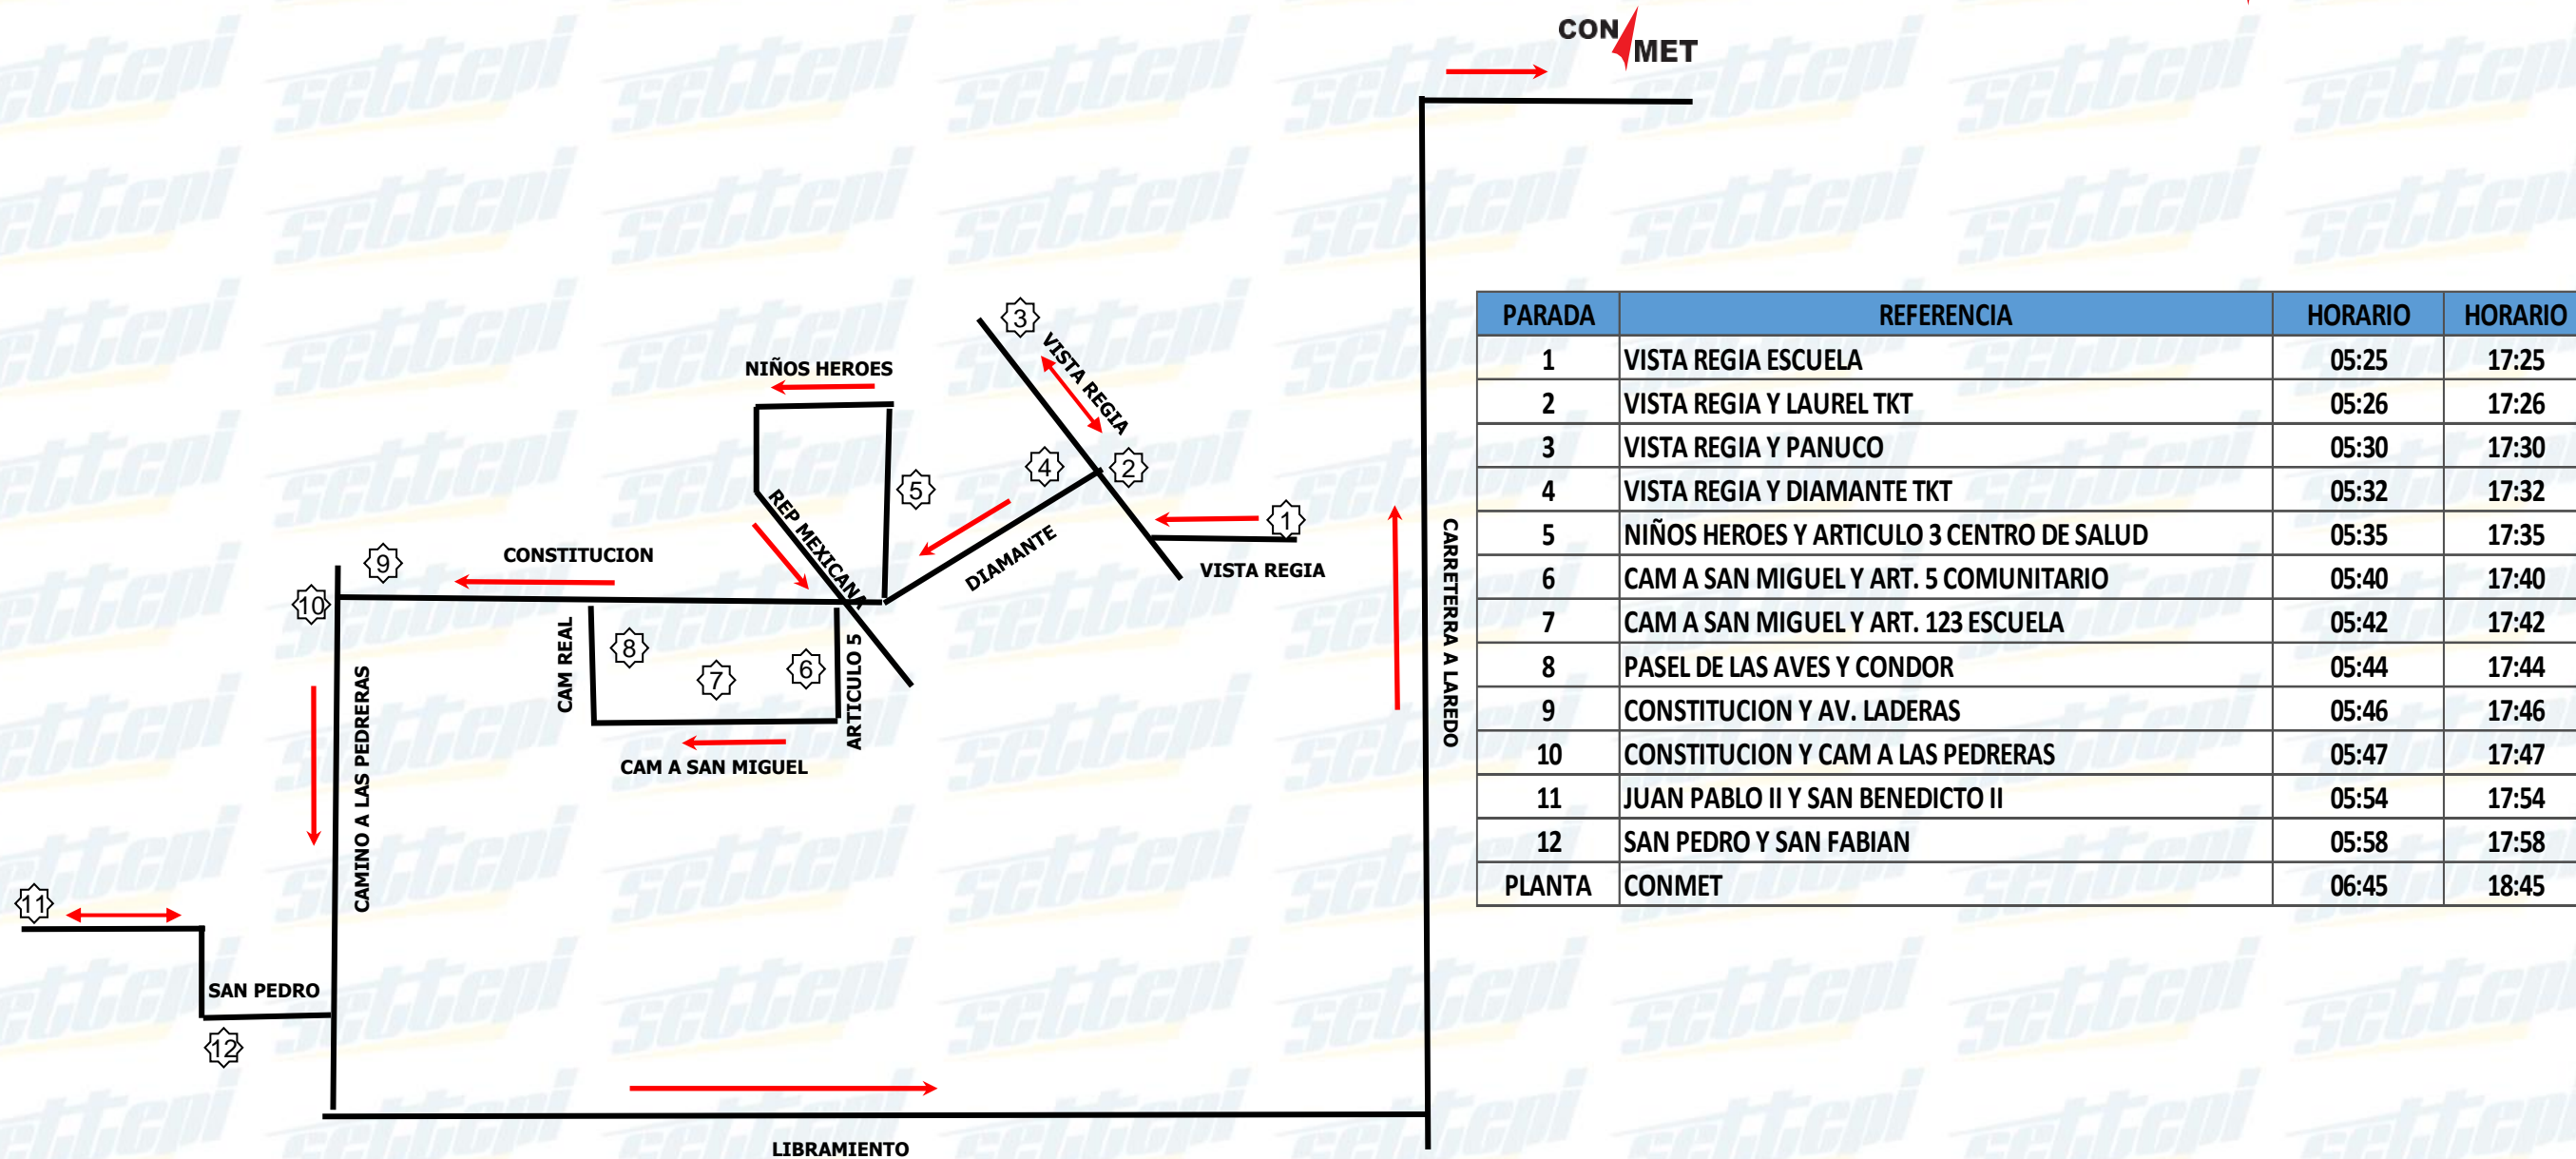 CON MET
3
VISTA REGIA
NIÑOS HEROES
4
2
5
REP MEXICANA
1
CONSTITUCION
9
DIAMANTE
VISTA REGIA
CARRETERRA A LAREDO
10
CAM REAL
8
7
6
ARTICULO 5
CAMINO A LAS PEDRERAS
CAM A SAN MIGUEL
11
SAN PEDRO
12
LIBRAMIENTO
PARADA REFERENCIA HORARIO HORARIO
1 VISTA REGIA ESCUELA 05:25 17:25
2 VISTA REGIA Y LAUREL TKT 05:26 17:26
3 VISTA REGIA Y PANUCO 05:30 17:30
4 VISTA REGIA Y DIAMANTE TKT 05:32 17:32
5 NIÑOS HEROES Y ARTICULO 3 CENTRO DE SALUD 05:35 17:35
6 CAM A SAN MIGUEL Y ART. 5 COMUNITARIO 05:40 17:40
7 CAM A SAN MIGUEL Y ART. 123 ESCUELA 05:42 17:42
8 PASEL DE LAS AVES Y CONDOR 05:44 17:44
9 CONSTITUCION Y AV. LADERAS 05:46 17:46
10 CONSTITUCION Y CAM A LAS PEDRERAS 05:47 17:47
11 JUAN PABLO II Y SAN BENEDICTO II 05:54 17:54
12 SAN PEDRO Y SAN FABIAN 05:58 17:58
PLANTA CONMET 06:45 18:45